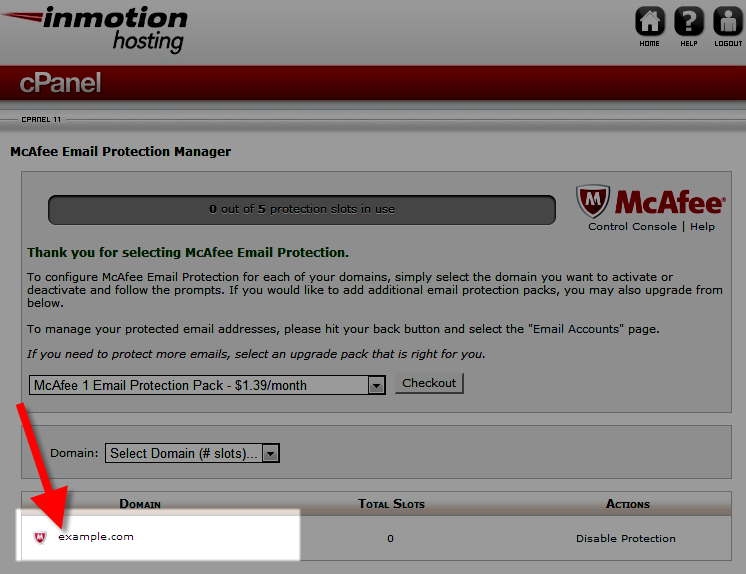 inmotion
hosting
HOME HELP LOGOUT
cPanel
CPANEL 11
McAfee Email Protection Manager
0 out of 5 protection slots in use
M McAfee
Control Console | Help
Thank you for selecting McAfee Email Protection.
To configure McAfee Email Protection for each of your domains, simply select the domain you want to activate or
deactivate and follow the prompts. If you would like to add additional email protection packs, you may also upgrade from
below.
To manage your protected email addresses, please hit your back button and select the "Email Accounts" page.
If you need to protect more emails, select an upgrade pack that is right for you.
McAfee 1 Email Protection Pack - $1.39/month Checkout
Domain: Select Domain (# slots)...
DOMAIN TOTAL SLOTS ACTIONS
example.com 0 Disable Protection